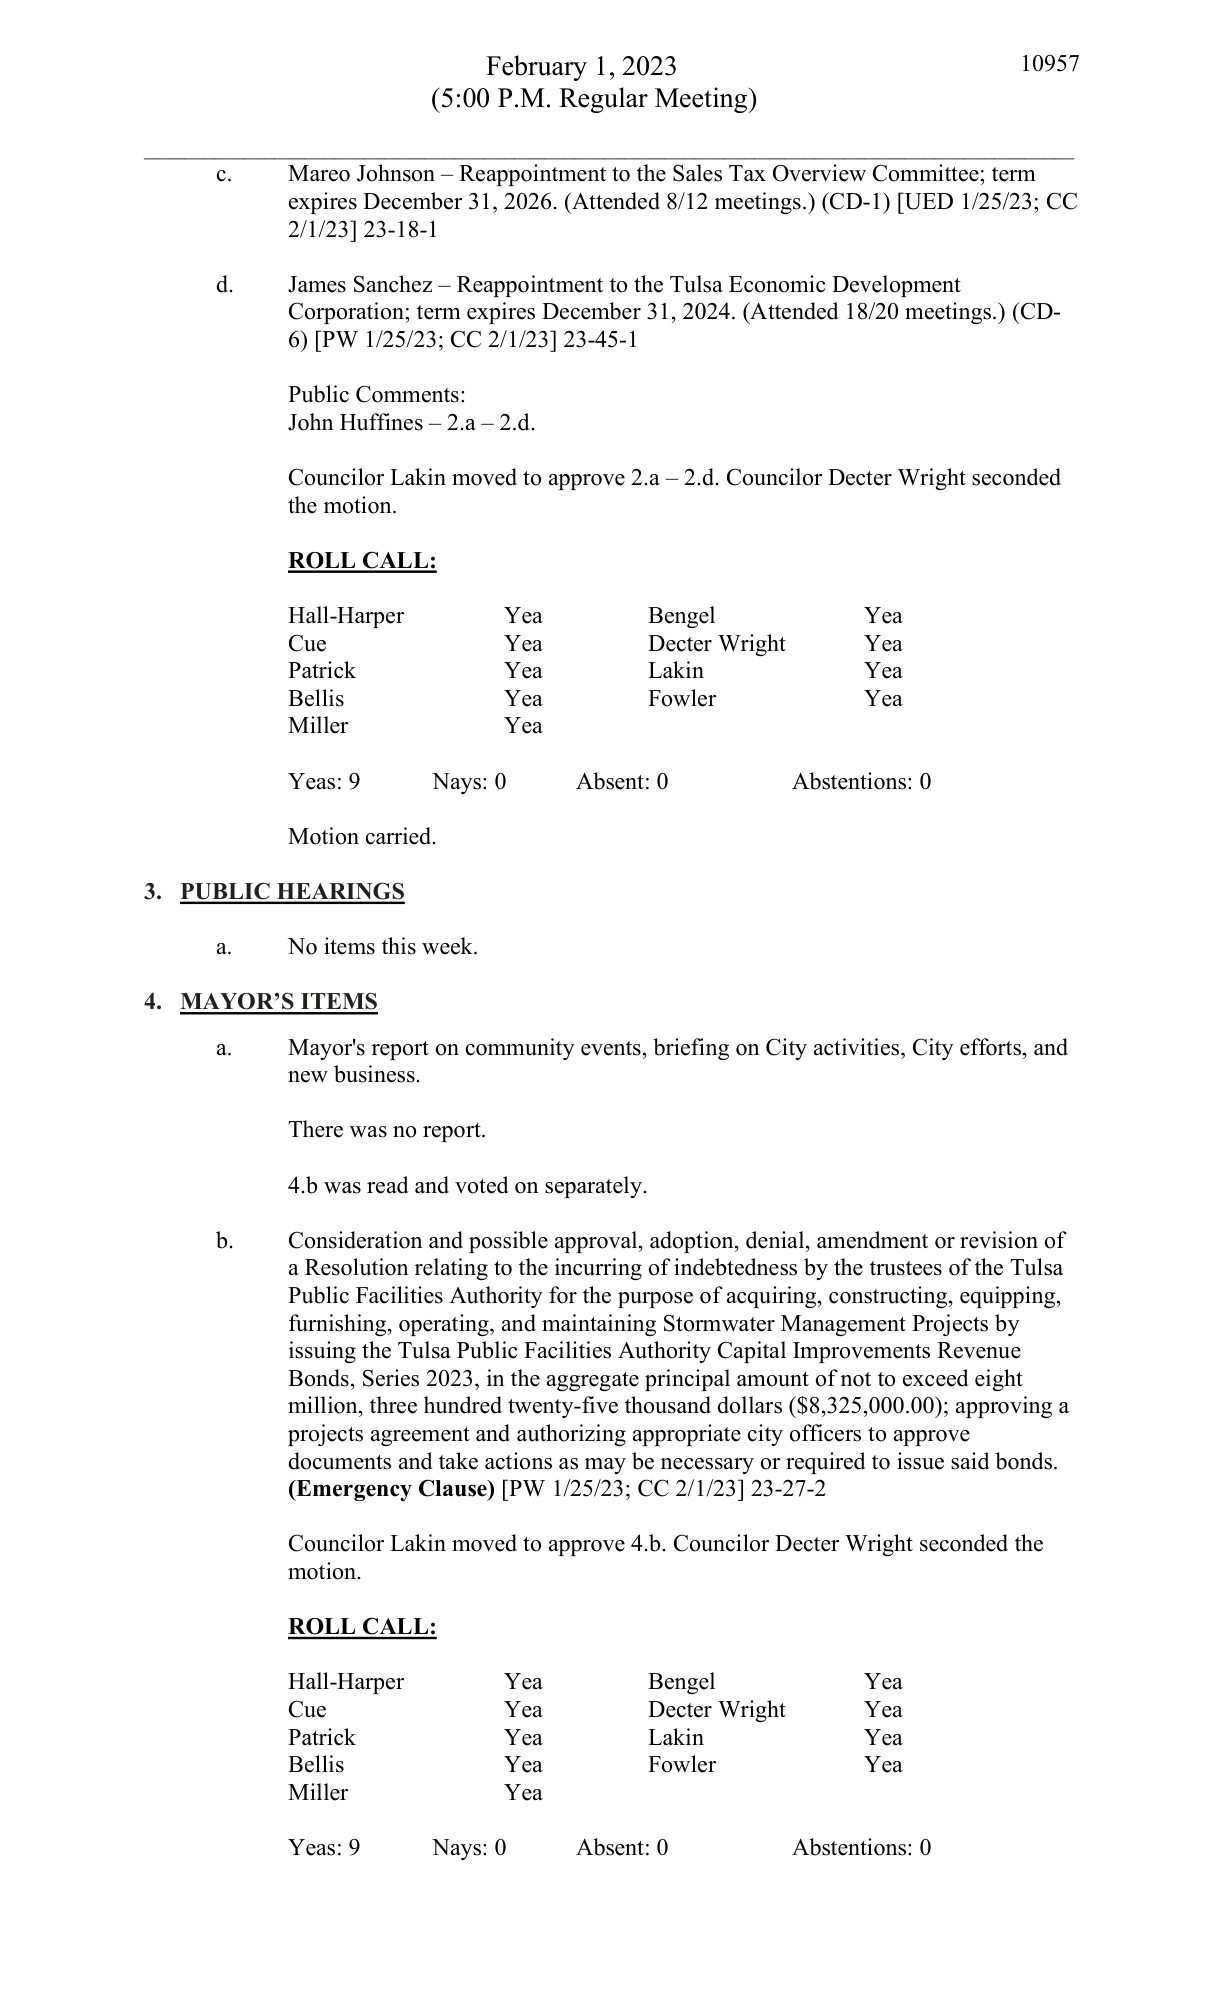 February 1, 2023
10957
(5:00 P.M. Regular Meeting)
c. Mareo Johnson – Reappointment to the Sales Tax Overview Committee; term
expires December 31, 2026. (Attended 8/12 meetings.) (CD-1) [UED 1/25/23; CC
2/1/23] 23-18-1
d. James Sanchez – Reappointment to the Tulsa Economic Development
Corporation; term expires December 31, 2024. (Attended 18/20 meetings.) (CD-
6) [PW 1/25/23; CC 2/1/23] 23-45-1
Public Comments:
John Huffines – 2.a – 2.d.
Councilor Lakin moved to approve 2.a – 2.d. Councilor Decter Wright seconded
the motion.
ROLL CALL:
Hall-Harper Yea Bengel Yea
Cue Yea Decter Wright Yea
Patrick Yea Lakin Yea
Bellis Yea Fowler Yea
Miller Yea
Yeas: 9 Nays: 0 Absent: 0 Abstentions: 0
Motion carried.
3. PUBLIC HEARINGS
a. No items this week.
4. MAYOR’S ITEMS
a. Mayor's report on community events, briefing on City activities, City efforts, and
new business.
There was no report.
4.b was read and voted on separately.
b. Consideration and possible approval, adoption, denial, amendment or revision of
a Resolution relating to the incurring of indebtedness by the trustees of the Tulsa
Public Facilities Authority for the purpose of acquiring, constructing, equipping,
furnishing, operating, and maintaining Stormwater Management Projects by
issuing the Tulsa Public Facilities Authority Capital Improvements Revenue
Bonds, Series 2023, in the aggregate principal amount of not to exceed eight
million, three hundred twenty-five thousand dollars ($8,325,000.00); approving a
projects agreement and authorizing appropriate city officers to approve
documents and take actions as may be necessary or required to issue said bonds.
(Emergency Clause) [PW 1/25/23; CC 2/1/23] 23-27-2
Councilor Lakin moved to approve 4.b. Councilor Decter Wright seconded the
motion.
ROLL CALL:
Hall-Harper Yea Bengel Yea
Cue Yea Decter Wright Yea
Patrick Yea Lakin Yea
Bellis Yea Fowler Yea
Miller Yea
Yeas: 9 Nays: 0 Absent: 0 Abstentions: 0